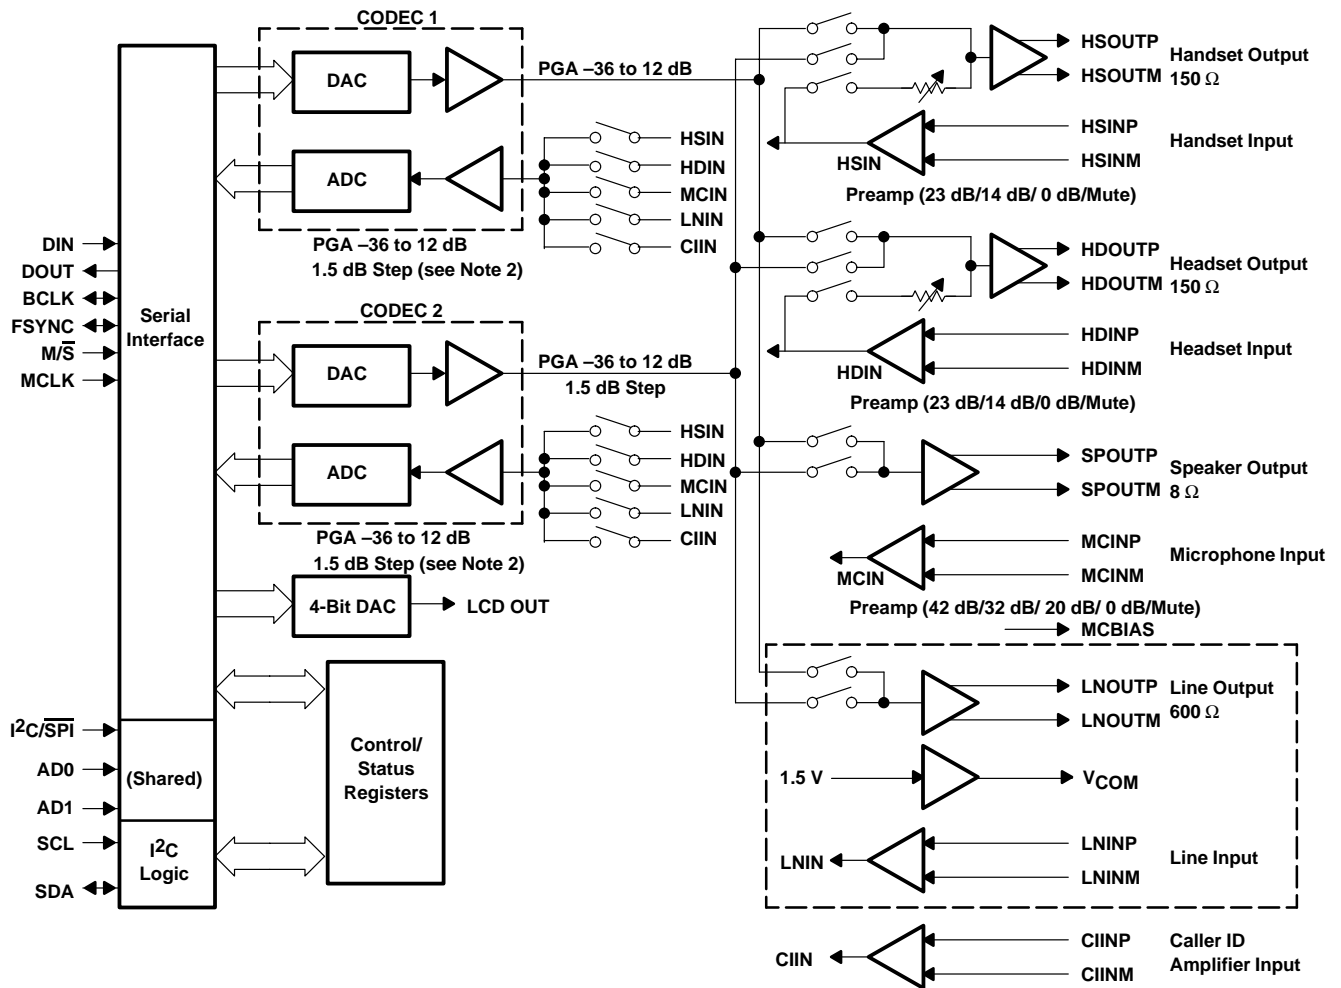 CODEC 1
DAC
PGA –36 to 12 dB
ADC
HSIN
HDIN
MCIN
LNIN
CIIN
PGA –36 to 12 dB
1.5 dB Step (see Note 2)
DIN
DOUT
BCLK
FSYNC
M/S̅
MCLK
Serial
Interface
CODEC 2
DAC
PGA –36 to 12 dB
1.5 dB Step
ADC
HSIN
HDIN
MCIN
LNIN
CIIN
PGA –36 to 12 dB
1.5 dB Step (see Note 2)
4-Bit DAC
LCD OUT
I²C/S̅P̅I̅
AD0
AD1
SCL
SDA
(Shared)
I²C
Logic
Control/
Status
Registers
HSOUTP
HSOUTM
Handset Output
150 Ω
HSINP
HSINM
Handset Input
HSIN
Preamp (23 dB/14 dB/ 0 dB/Mute)
HDOUTP
HDOUTM
Headset Output
150 Ω
HDINP
HDINM
Headset Input
HDIN
Preamp (23 dB/14 dB/0 dB/Mute)
SPOUTP
SPOUTM
Speaker Output
8 Ω
MCINP
MCINM
Microphone Input
MCIN
Preamp (42 dB/32 dB/ 20 dB/ 0 dB/Mute)
MCBIAS
LNOUTP
LNOUTM
Line Output
600 Ω
1.5 V
VCOM
LNINP
LNINM
Line Input
LNIN
CIINP
CIINM
Caller ID
Amplifier Input
CIIN